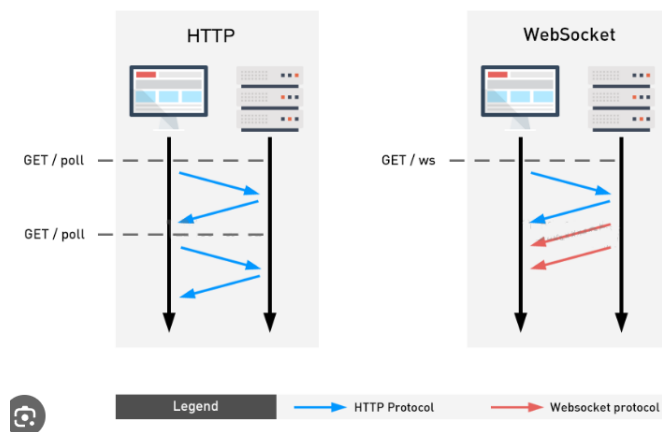 HTTP
WebSocket
GET / poll
GET / ws
GET / poll
Legend
HTTP Protocol
Websocket protocol